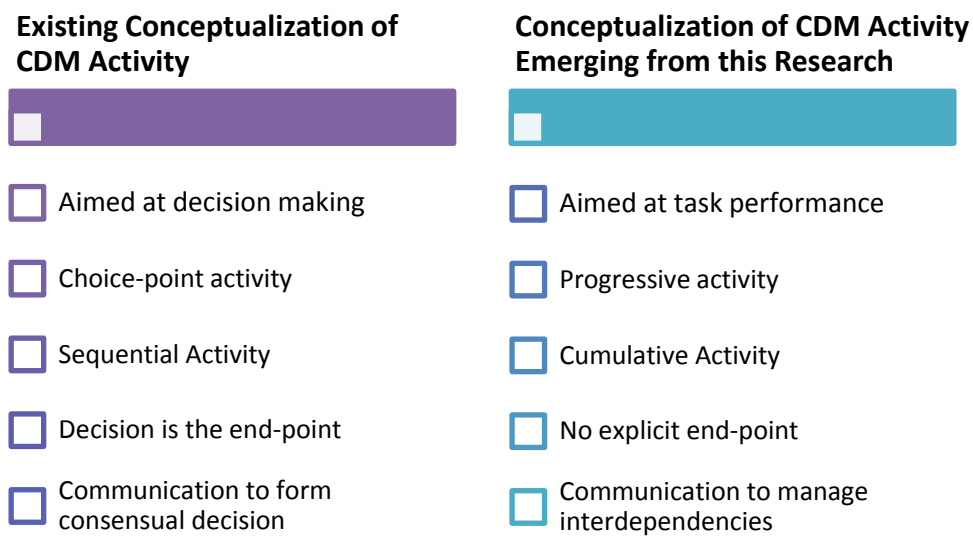 Existing Conceptualization of
CDM Activity
Aimed at decision making
Choice-point activity
Sequential Activity
Decision is the end-point
Communication to form
consensual decision
Conceptualization of CDM Activity
Emerging from this Research
Aimed at task performance
Progressive activity
Cumulative Activity
No explicit end-point
Communication to manage
interdependencies